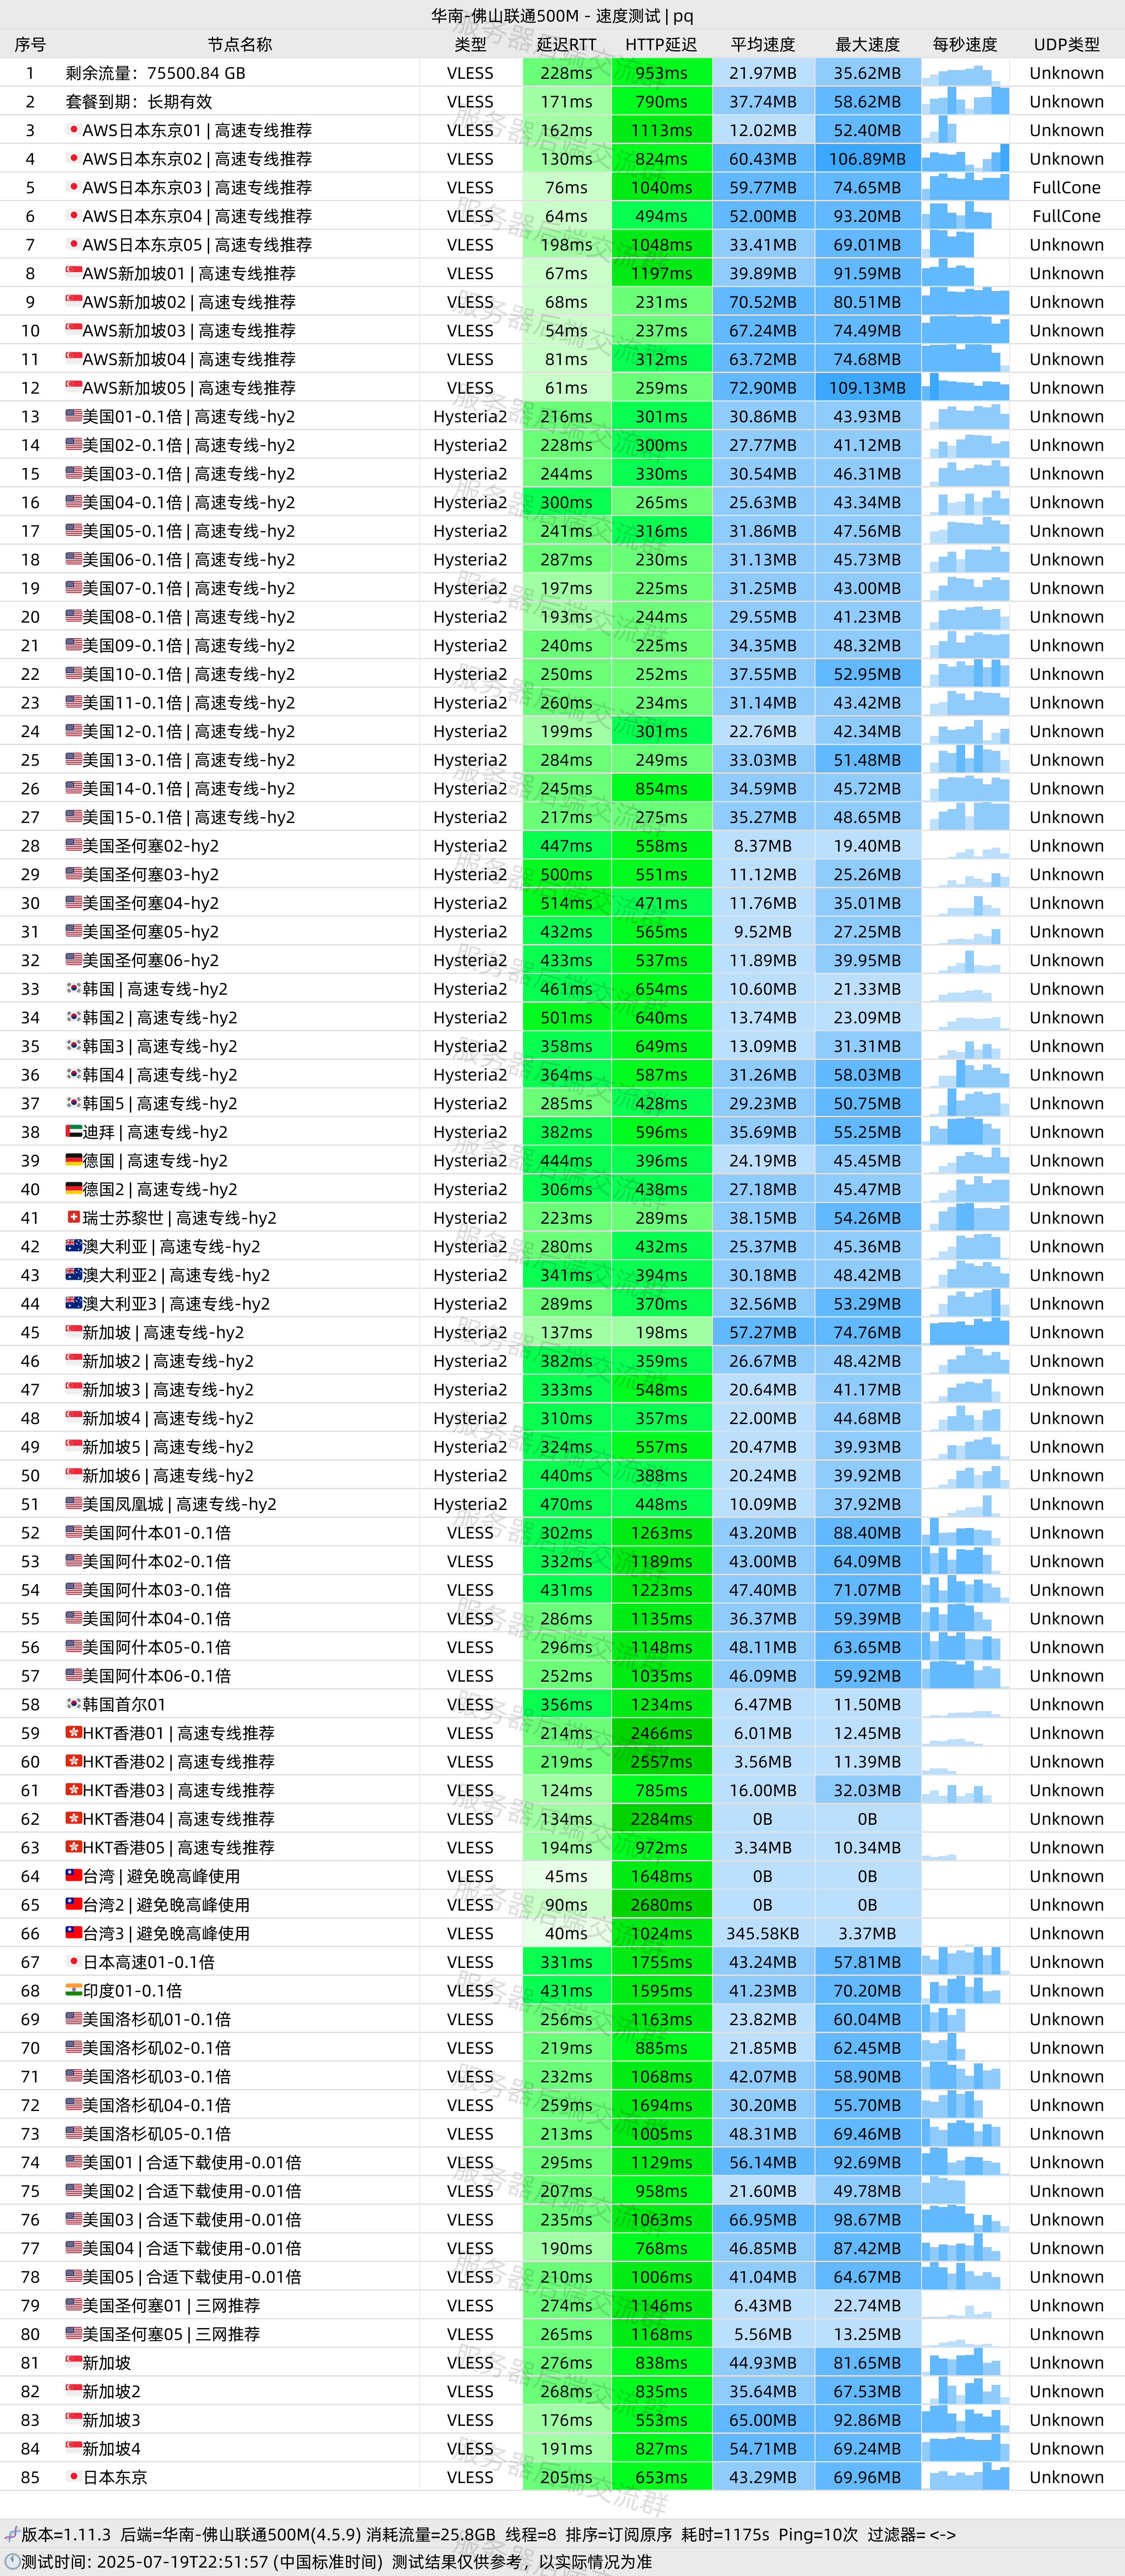 华南-佛山联通500M - 速度测试 | pq
序号 节点名称 类型 延迟RTT HTTP延迟 平均速度 最大速度 每秒速度 UDP类型
1 剩余流量：75500.84 GB VLESS 228ms 953ms 21.97MB 35.62MB Unknown
2 套餐到期：长期有效 VLESS 171ms 790ms 37.74MB 58.62MB Unknown
3 AWS日本东京01 | 高速专线推荐 VLESS 162ms 1113ms 12.02MB 52.40MB Unknown
4 AWS日本东京02 | 高速专线推荐 VLESS 130ms 824ms 60.43MB 106.89MB Unknown
5 AWS日本东京03 | 高速专线推荐 VLESS 76ms 1040ms 59.77MB 74.65MB FullCone
6 AWS日本东京04 | 高速专线推荐 VLESS 64ms 494ms 52.00MB 93.20MB FullCone
7 AWS日本东京05 | 高速专线推荐 VLESS 198ms 1048ms 33.41MB 69.01MB Unknown
8 AWS新加坡01 | 高速专线推荐 VLESS 67ms 1197ms 39.89MB 91.59MB Unknown
9 AWS新加坡02 | 高速专线推荐 VLESS 68ms 231ms 70.52MB 80.51MB Unknown
10 AWS新加坡03 | 高速专线推荐 VLESS 54ms 237ms 67.24MB 74.49MB Unknown
11 AWS新加坡04 | 高速专线推荐 VLESS 81ms 312ms 63.72MB 74.68MB Unknown
12 AWS新加坡05 | 高速专线推荐 VLESS 61ms 259ms 72.90MB 109.13MB Unknown
13 美国01-0.1倍 | 高速专线-hy2 Hysteria2 216ms 301ms 30.86MB 43.93MB Unknown
14 美国02-0.1倍 | 高速专线-hy2 Hysteria2 228ms 300ms 27.77MB 41.12MB Unknown
15 美国03-0.1倍 | 高速专线-hy2 Hysteria2 244ms 330ms 30.54MB 46.31MB Unknown
16 美国04-0.1倍 | 高速专线-hy2 Hysteria2 300ms 265ms 25.63MB 43.34MB Unknown
17 美国05-0.1倍 | 高速专线-hy2 Hysteria2 241ms 316ms 31.86MB 47.56MB Unknown
18 美国06-0.1倍 | 高速专线-hy2 Hysteria2 287ms 230ms 31.13MB 45.73MB Unknown
19 美国07-0.1倍 | 高速专线-hy2 Hysteria2 197ms 225ms 31.25MB 43.00MB Unknown
20 美国08-0.1倍 | 高速专线-hy2 Hysteria2 193ms 244ms 29.55MB 41.23MB Unknown
21 美国09-0.1倍 | 高速专线-hy2 Hysteria2 240ms 225ms 34.35MB 48.32MB Unknown
22 美国10-0.1倍 | 高速专线-hy2 Hysteria2 250ms 252ms 37.55MB 52.95MB Unknown
23 美国11-0.1倍 | 高速专线-hy2 Hysteria2 260ms 234ms 31.14MB 43.42MB Unknown
24 美国12-0.1倍 | 高速专线-hy2 Hysteria2 199ms 301ms 22.76MB 42.34MB Unknown
25 美国13-0.1倍 | 高速专线-hy2 Hysteria2 284ms 249ms 33.03MB 51.48MB Unknown
26 美国14-0.1倍 | 高速专线-hy2 Hysteria2 245ms 854ms 34.59MB 45.72MB Unknown
27 美国15-0.1倍 | 高速专线-hy2 Hysteria2 217ms 275ms 35.27MB 48.65MB Unknown
28 美国圣何塞02-hy2 Hysteria2 447ms 558ms 8.37MB 19.40MB Unknown
29 美国圣何塞03-hy2 Hysteria2 500ms 551ms 11.12MB 25.26MB Unknown
30 美国圣何塞04-hy2 Hysteria2 514ms 471ms 11.76MB 35.01MB Unknown
31 美国圣何塞05-hy2 Hysteria2 432ms 565ms 9.52MB 27.25MB Unknown
32 美国圣何塞06-hy2 Hysteria2 433ms 537ms 11.89MB 39.95MB Unknown
33 韩国 | 高速专线-hy2 Hysteria2 461ms 654ms 10.60MB 21.33MB Unknown
34 韩国2 | 高速专线-hy2 Hysteria2 501ms 640ms 13.74MB 23.09MB Unknown
35 韩国3 | 高速专线-hy2 Hysteria2 358ms 649ms 13.09MB 31.31MB Unknown
36 韩国4 | 高速专线-hy2 Hysteria2 364ms 587ms 31.26MB 58.03MB Unknown
37 韩国5 | 高速专线-hy2 Hysteria2 285ms 428ms 29.23MB 50.75MB Unknown
38 迪拜 | 高速专线-hy2 Hysteria2 382ms 596ms 35.69MB 55.25MB Unknown
39 德国 | 高速专线-hy2 Hysteria2 444ms 396ms 24.19MB 45.45MB Unknown
40 德国2 | 高速专线-hy2 Hysteria2 306ms 438ms 27.18MB 45.47MB Unknown
41 瑞士苏黎世 | 高速专线-hy2 Hysteria2 223ms 289ms 38.15MB 54.26MB Unknown
42 澳大利亚 | 高速专线-hy2 Hysteria2 280ms 432ms 25.37MB 45.36MB Unknown
43 澳大利亚2 | 高速专线-hy2 Hysteria2 341ms 394ms 30.18MB 48.42MB Unknown
44 澳大利亚3 | 高速专线-hy2 Hysteria2 289ms 370ms 32.56MB 53.29MB Unknown
45 新加坡 | 高速专线-hy2 Hysteria2 137ms 198ms 57.27MB 74.76MB Unknown
46 新加坡2 | 高速专线-hy2 Hysteria2 382ms 359ms 26.67MB 48.42MB Unknown
47 新加坡3 | 高速专线-hy2 Hysteria2 333ms 548ms 20.64MB 41.17MB Unknown
48 新加坡4 | 高速专线-hy2 Hysteria2 310ms 357ms 22.00MB 44.68MB Unknown
49 新加坡5 | 高速专线-hy2 Hysteria2 324ms 557ms 20.47MB 39.93MB Unknown
50 新加坡6 | 高速专线-hy2 Hysteria2 440ms 388ms 20.24MB 39.92MB Unknown
51 美国凤凰城 | 高速专线-hy2 Hysteria2 470ms 448ms 10.09MB 37.92MB Unknown
52 美国阿什本01-0.1倍 VLESS 302ms 1263ms 43.20MB 88.40MB Unknown
53 美国阿什本02-0.1倍 VLESS 332ms 1189ms 43.00MB 64.09MB Unknown
54 美国阿什本03-0.1倍 VLESS 431ms 1223ms 47.40MB 71.07MB Unknown
55 美国阿什本04-0.1倍 VLESS 286ms 1135ms 36.37MB 59.39MB Unknown
56 美国阿什本05-0.1倍 VLESS 296ms 1148ms 48.11MB 63.65MB Unknown
57 美国阿什本06-0.1倍 VLESS 252ms 1035ms 46.09MB 59.92MB Unknown
58 韩国首尔01 VLESS 356ms 1234ms 6.47MB 11.50MB Unknown
59 HKT香港01 | 高速专线推荐 VLESS 214ms 2466ms 6.01MB 12.45MB Unknown
60 HKT香港02 | 高速专线推荐 VLESS 219ms 2557ms 3.56MB 11.39MB Unknown
61 HKT香港03 | 高速专线推荐 VLESS 124ms 785ms 16.00MB 32.03MB Unknown
62 HKT香港04 | 高速专线推荐 VLESS 134ms 2284ms 0B 0B Unknown
63 HKT香港05 | 高速专线推荐 VLESS 194ms 972ms 3.34MB 10.34MB Unknown
64 台湾 | 避免晚高峰使用 VLESS 45ms 1648ms 0B 0B Unknown
65 台湾2 | 避免晚高峰使用 VLESS 90ms 2680ms 0B 0B Unknown
66 台湾3 | 避免晚高峰使用 VLESS 40ms 1024ms 345.58KB 3.37MB Unknown
67 日本高速01-0.1倍 VLESS 331ms 1755ms 43.24MB 57.81MB Unknown
68 印度01-0.1倍 VLESS 431ms 1595ms 41.23MB 70.20MB Unknown
69 美国洛杉矶01-0.1倍 VLESS 256ms 1163ms 23.82MB 60.04MB Unknown
70 美国洛杉矶02-0.1倍 VLESS 219ms 885ms 21.85MB 62.45MB Unknown
71 美国洛杉矶03-0.1倍 VLESS 232ms 1068ms 42.07MB 58.90MB Unknown
72 美国洛杉矶04-0.1倍 VLESS 259ms 1694ms 30.20MB 55.70MB Unknown
73 美国洛杉矶05-0.1倍 VLESS 213ms 1005ms 48.31MB 69.46MB Unknown
74 美国01 | 合适下载使用-0.01倍 VLESS 295ms 1129ms 56.14MB 92.69MB Unknown
75 美国02 | 合适下载使用-0.01倍 VLESS 207ms 958ms 21.60MB 49.78MB Unknown
76 美国03 | 合适下载使用-0.01倍 VLESS 235ms 1063ms 66.95MB 98.67MB Unknown
77 美国04 | 合适下载使用-0.01倍 VLESS 190ms 768ms 46.85MB 87.42MB Unknown
78 美国05 | 合适下载使用-0.01倍 VLESS 210ms 1006ms 41.04MB 64.67MB Unknown
79 美国圣何塞01 | 三网推荐 VLESS 274ms 1146ms 6.43MB 22.74MB Unknown
80 美国圣何塞05 | 三网推荐 VLESS 265ms 1168ms 5.56MB 13.25MB Unknown
81 新加坡 VLESS 276ms 838ms 44.93MB 81.65MB Unknown
82 新加坡2 VLESS 268ms 835ms 35.64MB 67.53MB Unknown
83 新加坡3 VLESS 176ms 553ms 65.00MB 92.86MB Unknown
84 新加坡4 VLESS 191ms 827ms 54.71MB 69.24MB Unknown
85 日本东京 VLESS 205ms 653ms 43.29MB 69.96MB Unknown
版本=1.11.3 后端=华南-佛山联通500M(4.5.9) 消耗流量=25.8GB 线程=8 排序=订阅原序 耗时=1175s Ping=10次 过滤器= <->
测试时间: 2025-07-19T22:51:57 (中国标准时间) 测试结果仅供参考，以实际情况为准